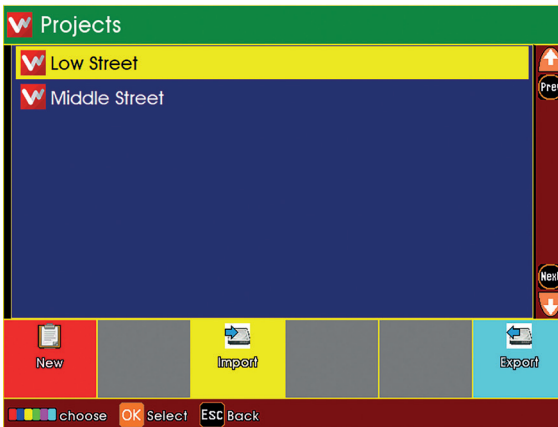 Projects
Low Street
Middle Street
Prev
Next
New
Import
Export
choose OK Select Esc Back